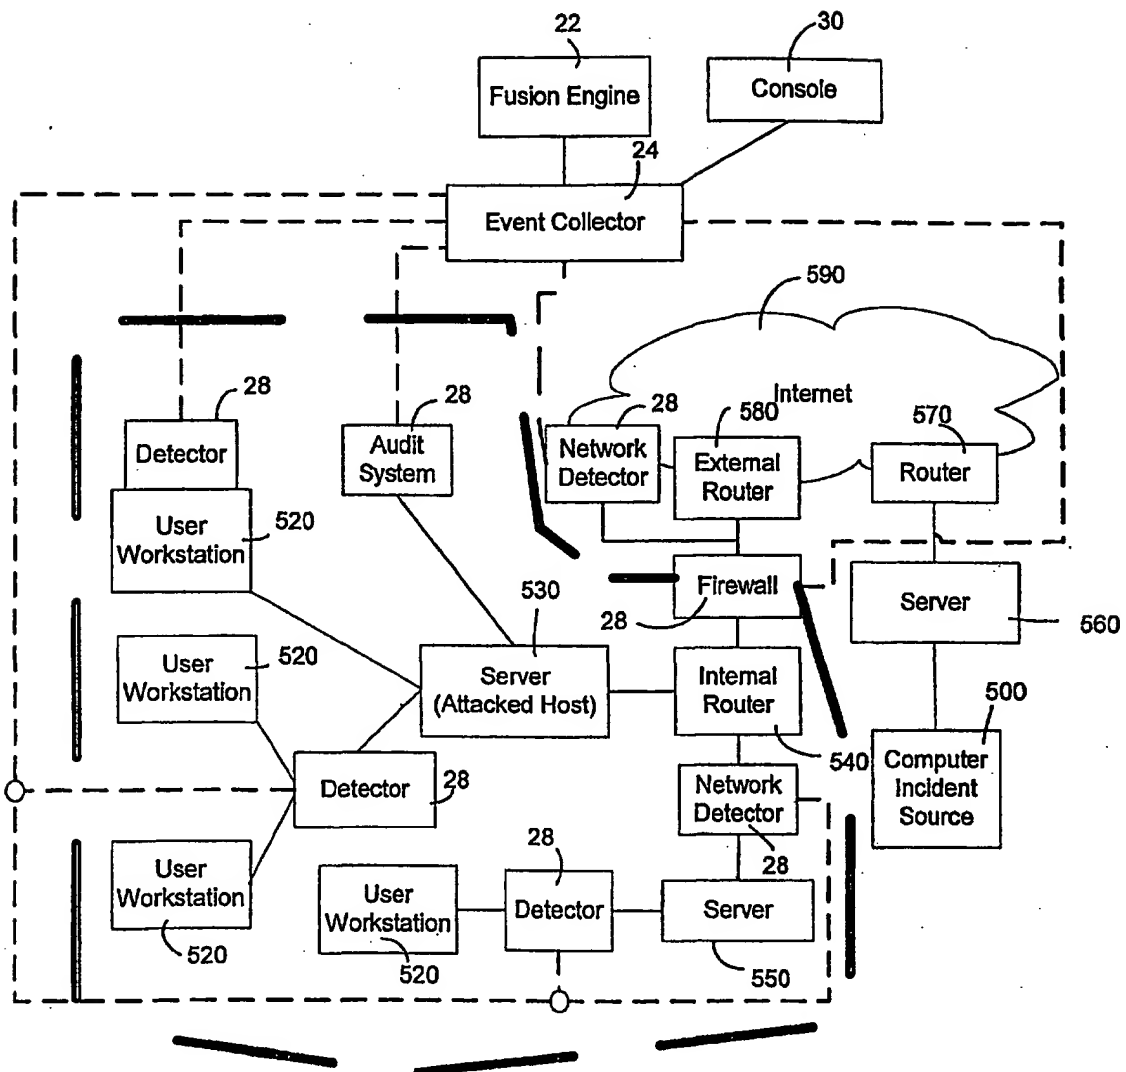 22
30
Fusion Engine
Console
24
Event Collector
590
Internet
28
28
28
580
570
Detector
Audit
System
Network
Detector
External
Router
Router
User
Workstation
520
530
Firewall
28
Server
560
User
Workstation
520
Server
(Attacked Host)
Internal
Router
540
500
Computer
Incident
Source
Detector
28
Network
Detector
28
User
Workstation
520
28
User
Workstation
520
Detector
Server
550